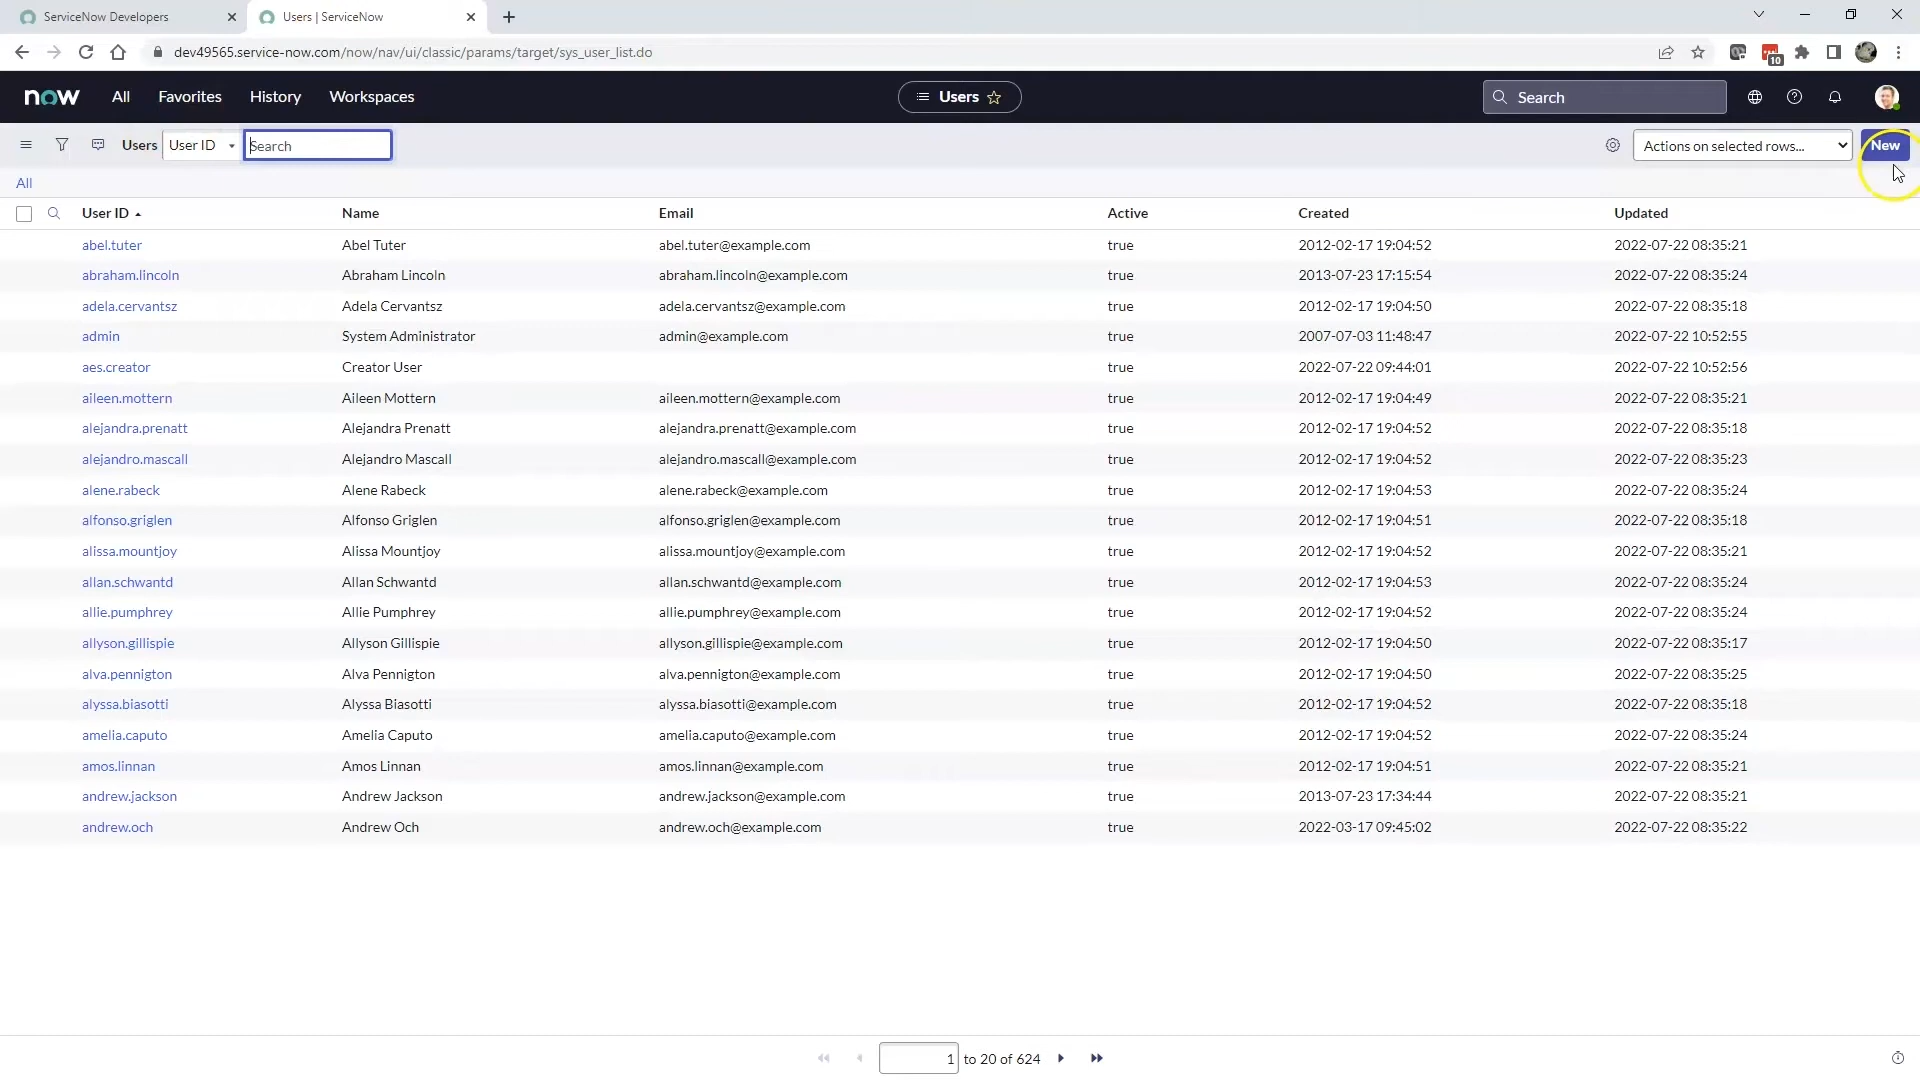 ServiceNow Developers
Users | ServiceNow
dev49565.service-now.com/now/nav/ui/classic/params/target/sys_user_list.do
10
now All Favorites History Workspaces
Users
Search
Users User ID Search
Actions on selected rows... New
All
User ID Name Email Active Created Updated
abel.tuter Abel Tuter abel.tuter@example.com true 2012-02-17 19:04:52 2022-07-22 08:35:21
abraham.lincoln Abraham Lincoln abraham.lincoln@example.com true 2013-07-23 17:15:54 2022-07-22 08:35:24
adela.cervantsz Adela Cervantsz adela.cervantsz@example.com true 2012-02-17 19:04:50 2022-07-22 08:35:18
admin System Administrator admin@example.com true 2007-07-03 11:48:47 2022-07-22 10:52:55
aes.creator Creator User true 2022-07-22 09:44:01 2022-07-22 10:52:56
aileen.mottern Aileen Mottern aileen.mottern@example.com true 2012-02-17 19:04:49 2022-07-22 08:35:21
alejandra.prenatt Alejandra Prenatt alejandra.prenatt@example.com true 2012-02-17 19:04:52 2022-07-22 08:35:18
alejandro.mascall Alejandro Mascall alejandro.mascall@example.com true 2012-02-17 19:04:52 2022-07-22 08:35:23
alene.rabeck Alene Rabeck alene.rabeck@example.com true 2012-02-17 19:04:53 2022-07-22 08:35:24
alfonso.griglen Alfonso Griglen alfonso.griglen@example.com true 2012-02-17 19:04:51 2022-07-22 08:35:18
alissa.mountjoy Alissa Mountjoy alissa.mountjoy@example.com true 2012-02-17 19:04:52 2022-07-22 08:35:21
allan.schwantd Allan Schwantd allan.schwantd@example.com true 2012-02-17 19:04:53 2022-07-22 08:35:24
allie.pumphrey Allie Pumphrey allie.pumphrey@example.com true 2012-02-17 19:04:52 2022-07-22 08:35:24
allyson.gillispie Allyson Gillispie allyson.gillispie@example.com true 2012-02-17 19:04:50 2022-07-22 08:35:17
alva.pennigton Alva Pennigton alva.pennigton@example.com true 2012-02-17 19:04:50 2022-07-22 08:35:25
alyssa.biasotti Alyssa Biasotti alyssa.biasotti@example.com true 2012-02-17 19:04:52 2022-07-22 08:35:18
amelia.caputo Amelia Caputo amelia.caputo@example.com true 2012-02-17 19:04:52 2022-07-22 08:35:24
amos.linnan Amos Linnan amos.linnan@example.com true 2012-02-17 19:04:51 2022-07-22 08:35:21
andrew.jackson Andrew Jackson andrew.jackson@example.com true 2013-07-23 17:34:44 2022-07-22 08:35:21
andrew.och Andrew Och andrew.och@example.com true 2022-03-17 09:45:02 2022-07-22 08:35:22
1 to 20 of 624